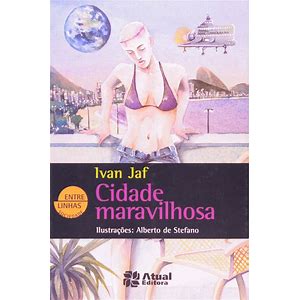 Ivan Jaf
ENTRE
LINHAS
Cidade
maravilhosa
Ilustrações: Alberto de Stefano
Atual
Editora